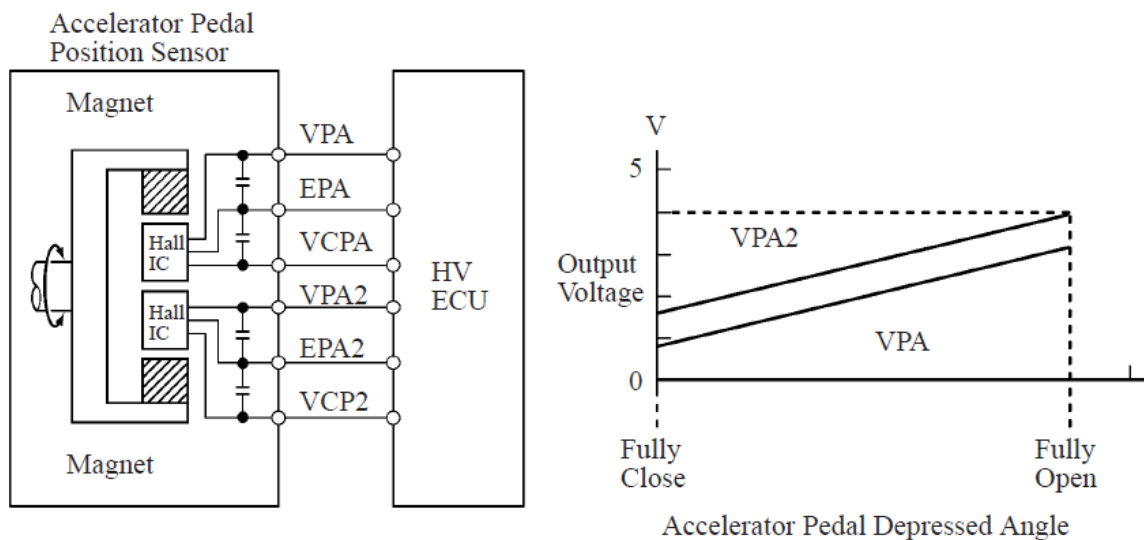 Accelerator Pedal
Position Sensor
Magnet
Hall
IC
Hall
IC
Magnet
VPA
EPA
VCPA
VPA2
EPA2
VCP2
HV
ECU
V
5
Output
Voltage
0
VPA2
VPA
Fully
Close
Fully
Open
Accelerator Pedal Depressed Angle